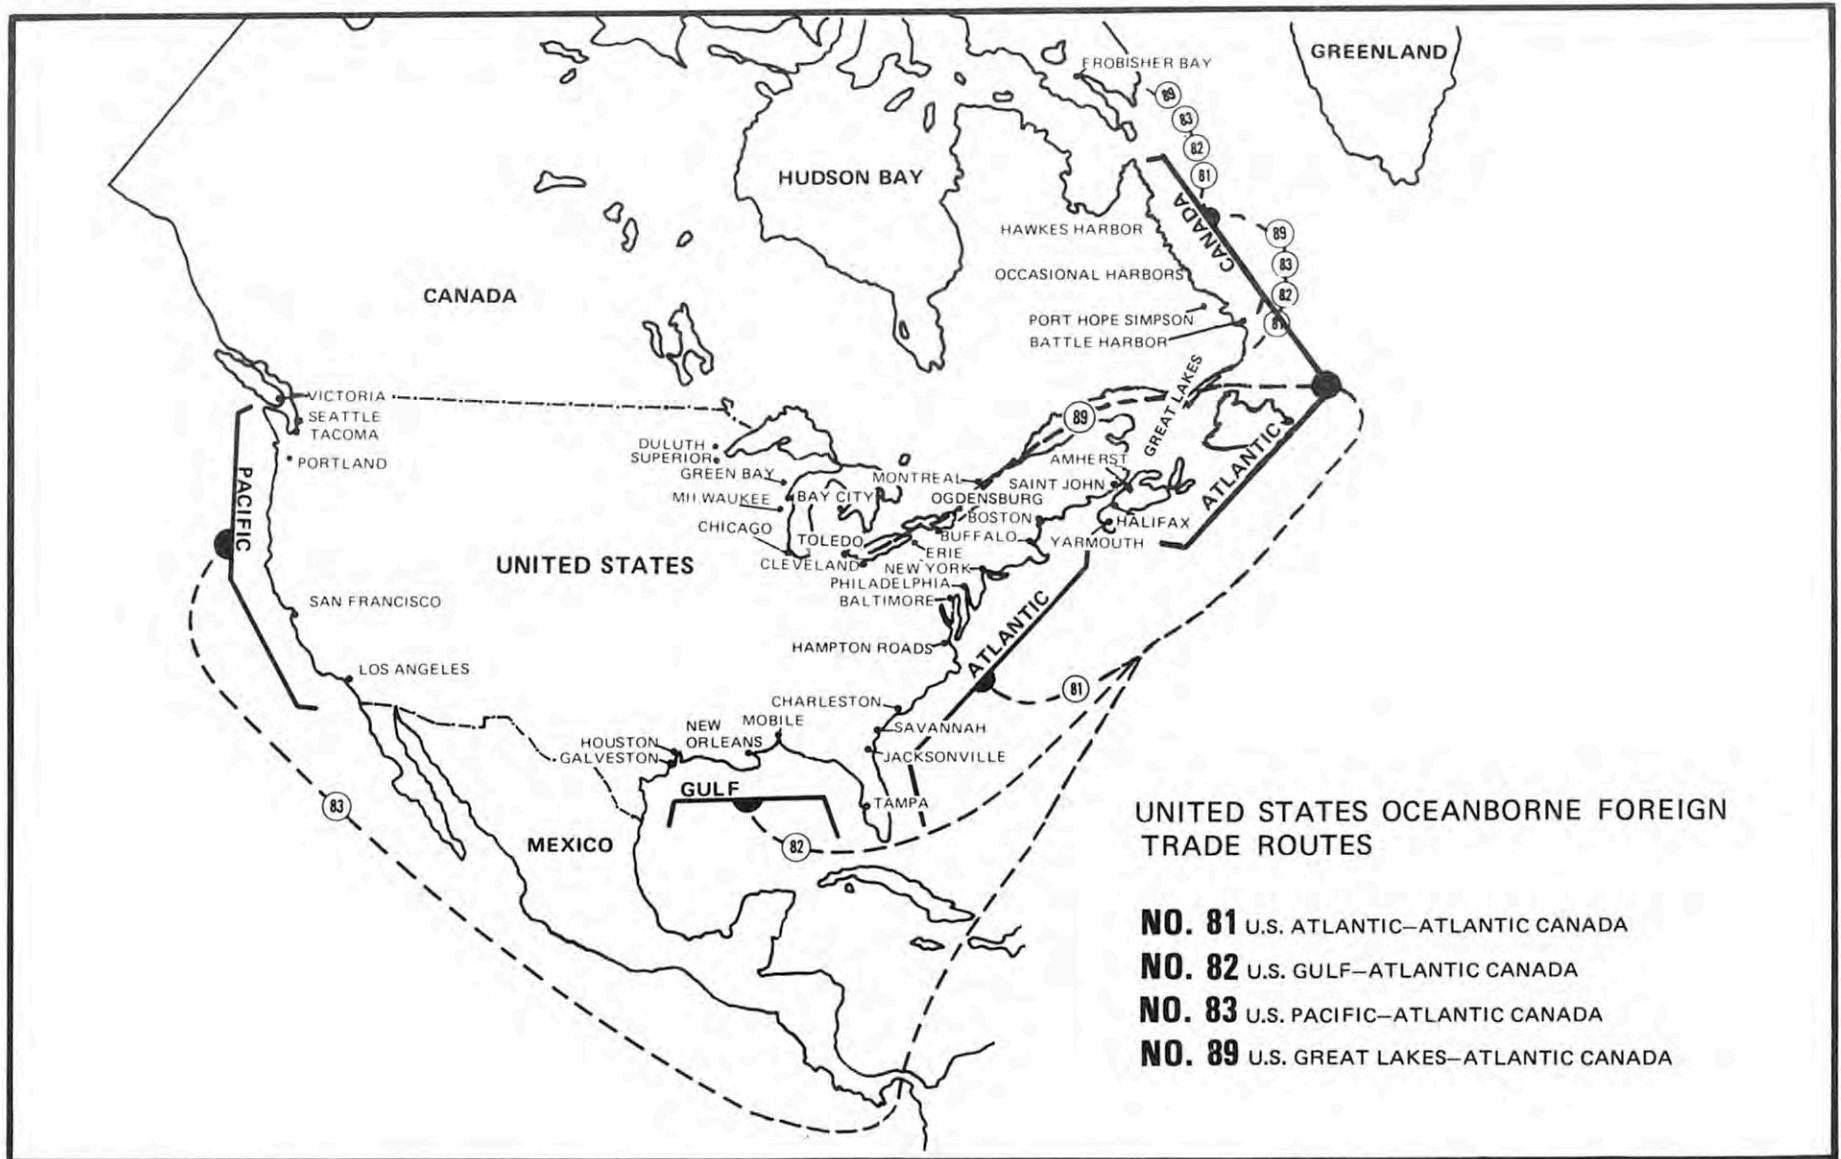 GREENLAND
FROBISHER BAY
89
83
82
81
HUDSON BAY
CANADA
HAWKES HARBOR
89
OCCASIONAL HARBORS
83
CANADA
82
PORT HOPE SIMPSON
81
BATTLE HARBOR
GREAT LAKES
VICTORIA
SEATTLE
TACOMA
PORTLAND
PACIFIC
89
DULUTH
SUPERIOR
GREEN BAY
MILWAUKEE
BAY CITY
CHICAGO
TOLEDO
CLEVELAND
MONTREAL
OGDENSBURG
BOSTON
BUFFALO
ERIE
NEW YORK
PHILADELPHIA
BALTIMORE
AMHERST
SAINT JOHN
HALIFAX
YARMOUTH
ATLANTIC
UNITED STATES
SAN FRANCISCO
LOS ANGELES
HAMPTON ROADS
ATLANTIC
81
CHARLESTON
SAVANNAH
JACKSONVILLE
NEW
ORLEANS
MOBILE
HOUSTON
GALVESTON
GULF
TAMPA
83
82
MEXICO
UNITED STATES OCEANBORNE FOREIGN
TRADE ROUTES
NO. 81 U.S. ATLANTIC–ATLANTIC CANADA
NO. 82 U.S. GULF–ATLANTIC CANADA
NO. 83 U.S. PACIFIC–ATLANTIC CANADA
NO. 89 U.S. GREAT LAKES–ATLANTIC CANADA